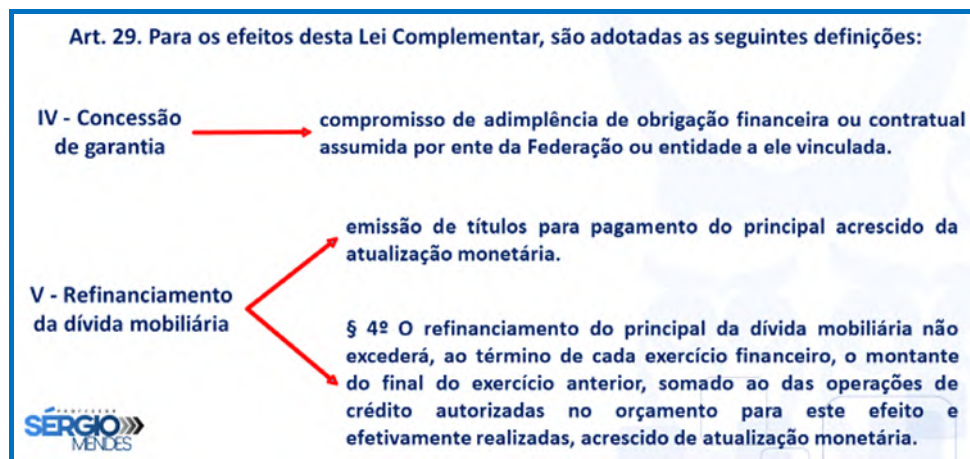 Art. 29. Para os efeitos desta Lei Complementar, são adotadas as seguintes definições:
IV - Concessão
de garantia
compromisso de adimplência de obrigação financeira ou contratual
assumida por ente da Federação ou entidade a ele vinculada.
emissão de títulos para pagamento do principal acrescido da
atualização monetária.
V - Refinanciamento
da dívida mobiliária
§ 4º O refinanciamento do principal da dívida mobiliária não
excederá, ao término de cada exercício financeiro, o montante
do final do exercício anterior, somado ao das operações de
crédito autorizadas no orçamento para este efeito e
efetivamente realizadas, acrescido de atualização monetária.
PROFESSOR
SÉRGIO
MENDES